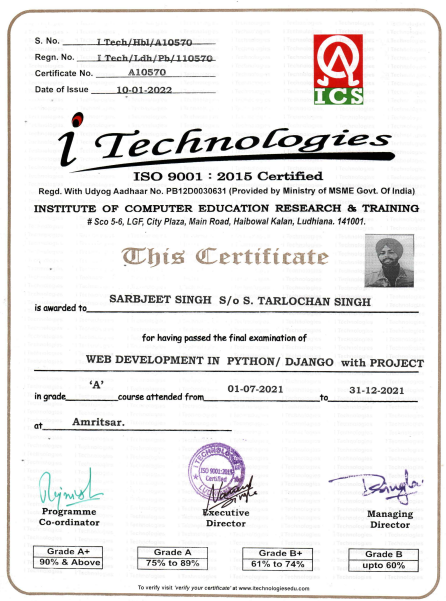 S. No. I Tech/Hbl/A10570
Regn. No. I Tech/Ldh/Pb/110570
Certificate No. A10570
Date of Issue 10-01-2022
ICS
i Technologies
ISO 9001 : 2015 Certified
Regd. With Udyog Aadhaar No. PB12D0030631 (Provided by Ministry of MSME Govt. Of India)
INSTITUTE OF COMPUTER EDUCATION RESEARCH & TRAINING
# Sco 5-6, LGF, City Plaza, Main Road, Haibowal Kalan, Ludhiana. 141001.
This Certificate
is awarded to SARBJEET SINGH S/o S. TARLOCHAN SINGH
for having passed the final examination of
WEB DEVELOPMENT IN PYTHON/ DJANGO with PROJECT
in grade 'A' course attended from 01-07-2021 to 31-12-2021
at Amritsar.
I TECHNOLOGIES
ISO 9001:2015
Certified
Programme
Co-ordinator
Executive
Director
Managing
Director
Grade A+
90% & Above
Grade A
75% to 89%
Grade B+
61% to 74%
Grade B
upto 60%
To verify visit 'verify your certificate' at www.itechnologiesedu.com